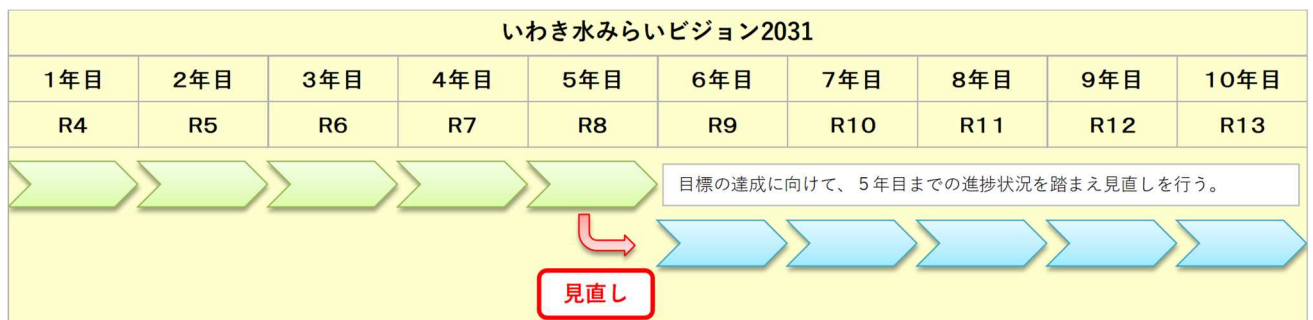 いわき水みらいビジョン2031
1年目 2年目 3年目 4年目 5年目 6年目 7年目 8年目 9年目 10年目
R4 R5 R6 R7 R8 R9 R10 R11 R12 R13
目標の達成に向けて、5年目までの進捗状況を踏まえ見直しを行う。
見直し